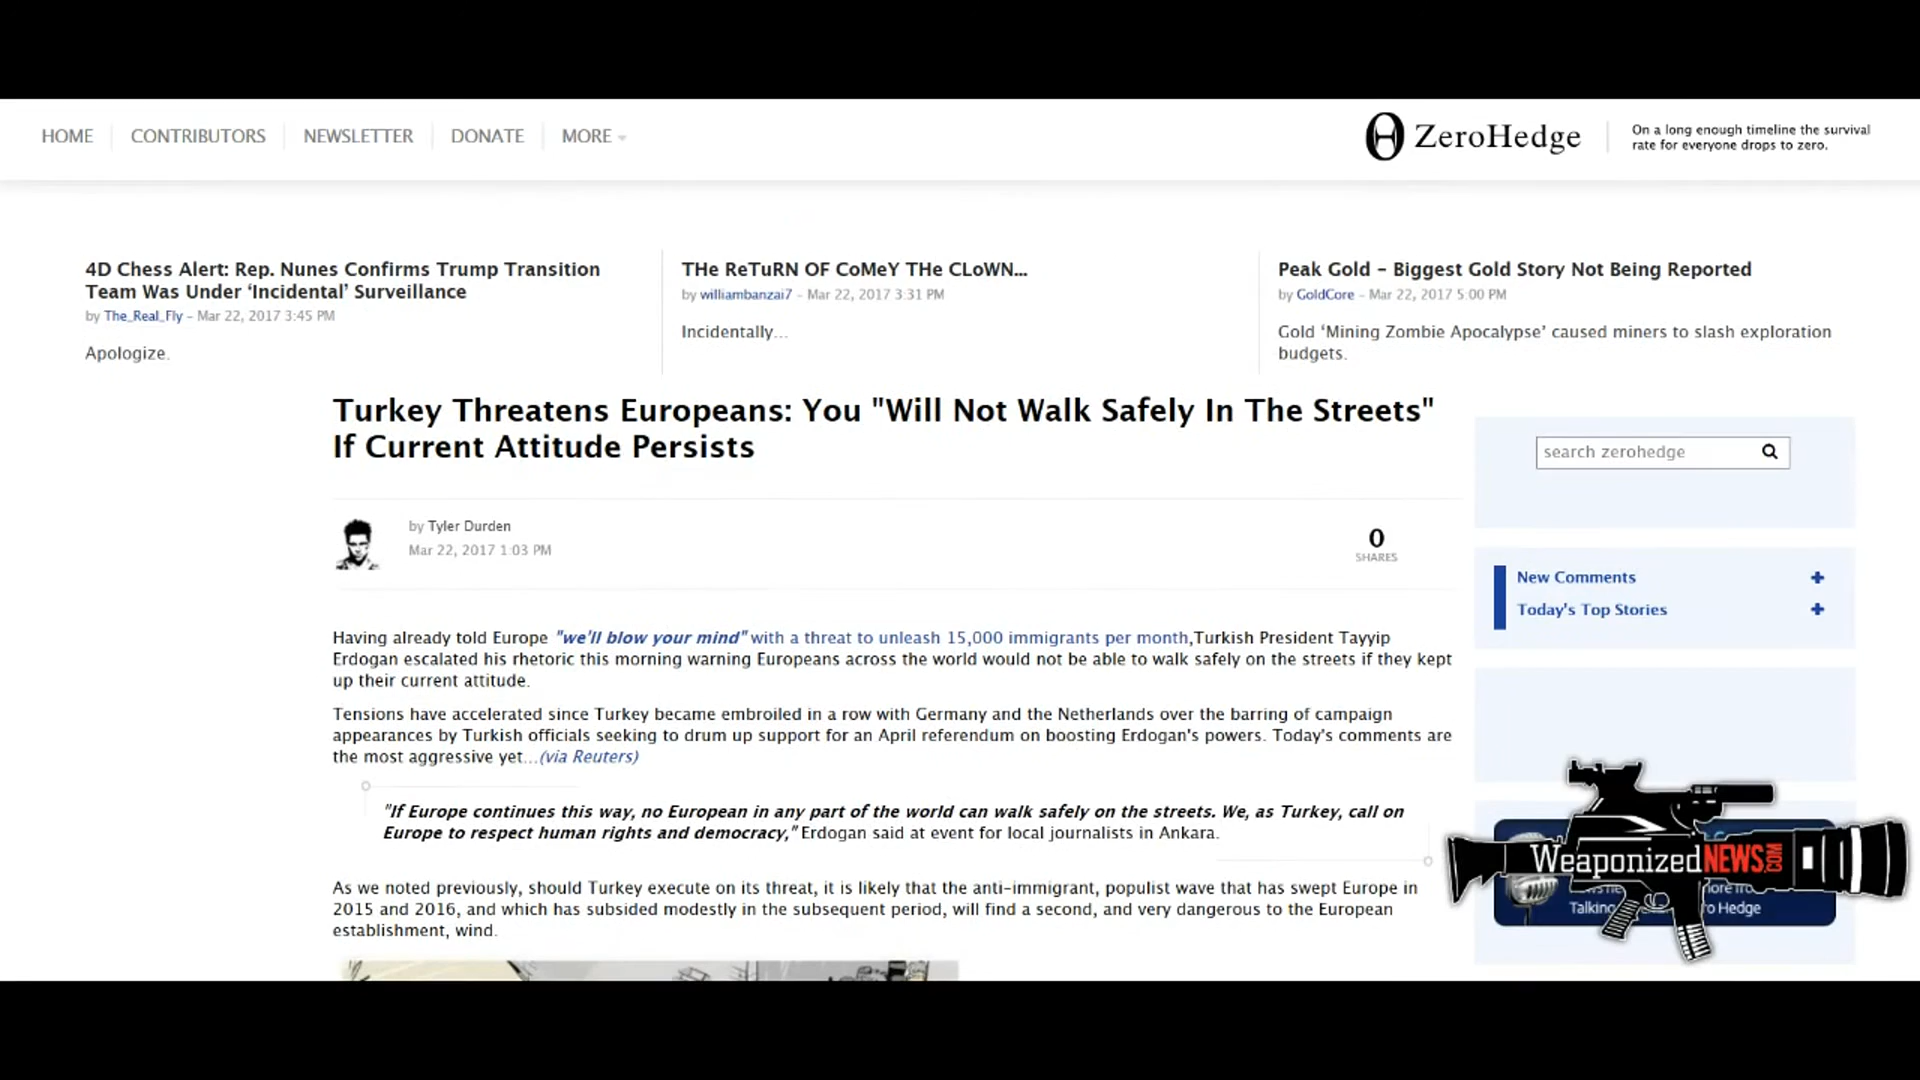 HOME
CONTRIBUTORS
NEWSLETTER
DONATE
MORE
ZeroHedge
On a long enough timeline the survival
rate for everyone drops to zero.
4D Chess Alert: Rep. Nunes Confirms Trump Transition
Team Was Under ‘Incidental’ Surveillance
by The_Real_Fly - Mar 22, 2017 3:45 PM
Apologize.
THe ReTuRN OF CoMeY THe CLoWN...
by williambanzai7 - Mar 22, 2017 3:31 PM
Incidentally...
Peak Gold – Biggest Gold Story Not Being Reported
by GoldCore - Mar 22, 2017 5:00 PM
Gold ‘Mining Zombie Apocalypse’ caused miners to slash exploration
budgets.
Turkey Threatens Europeans: You "Will Not Walk Safely In The Streets"
If Current Attitude Persists
by Tyler Durden
Mar 22, 2017 1:03 PM
0
SHARES
Having already told Europe "we'll blow your mind" with a threat to unleash 15,000 immigrants per month,Turkish President Tayyip
Erdogan escalated his rhetoric this morning warning Europeans across the world would not be able to walk safely on the streets if they kept
up their current attitude.
Tensions have accelerated since Turkey became embroiled in a row with Germany and the Netherlands over the barring of campaign
appearances by Turkish officials seeking to drum up support for an April referendum on boosting Erdogan's powers. Today's comments are
the most aggressive yet...(via Reuters)
"If Europe continues this way, no European in any part of the world can walk safely on the streets. We, as Turkey, call on
Europe to respect human rights and democracy," Erdogan said at event for local journalists in Ankara.
As we noted previously, should Turkey execute on its threat, it is likely that the anti-immigrant, populist wave that has swept Europe in
2015 and 2016, and which has subsided modestly in the subsequent period, will find a second, and very dangerous to the European
establishment, wind.
search zerohedge
New Comments
Today's Top Stories
WeaponizedNEWS.COM
Talking
Hedge